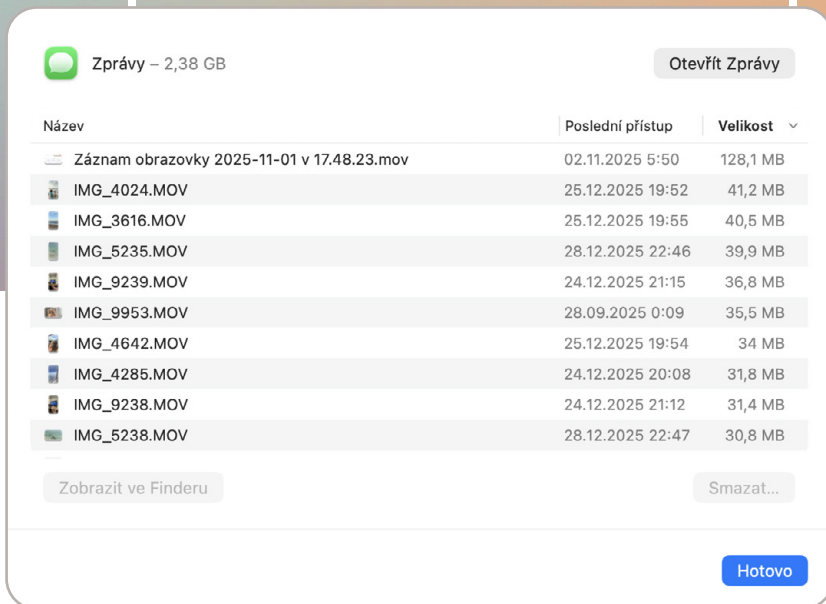 Zprávy – 2,38 GB Otevřít Zprávy
Název Poslední přístup Velikost
Záznam obrazovky 2025-11-01 v 17.48.23.mov 02.11.2025 5:50 128,1 MB
IMG_4024.MOV 25.12.2025 19:52 41,2 MB
IMG_3616.MOV 25.12.2025 19:55 40,5 MB
IMG_5235.MOV 28.12.2025 22:46 39,9 MB
IMG_9239.MOV 24.12.2025 21:15 36,8 MB
IMG_9953.MOV 28.09.2025 0:09 35,5 MB
IMG_4642.MOV 25.12.2025 19:54 34 MB
IMG_4285.MOV 24.12.2025 20:08 31,8 MB
IMG_9238.MOV 24.12.2025 21:12 31,4 MB
IMG_5238.MOV 28.12.2025 22:47 30,8 MB
Zobrazit ve Finderu Smazat...
Hotovo